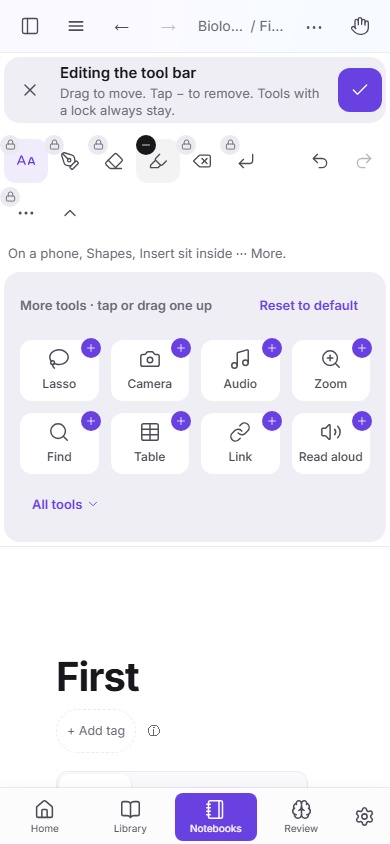 Biolo... / Fi...
Editing the tool bar
Drag to move. Tap − to remove. Tools with
a lock always stay.
AA
On a phone, Shapes, Insert sit inside ··· More.
More tools · tap or drag one up
Reset to default
Lasso
Camera
Audio
Zoom
Find
Table
Link
Read aloud
All tools
First
+ Add tag
Home
Library
Notebooks
Review